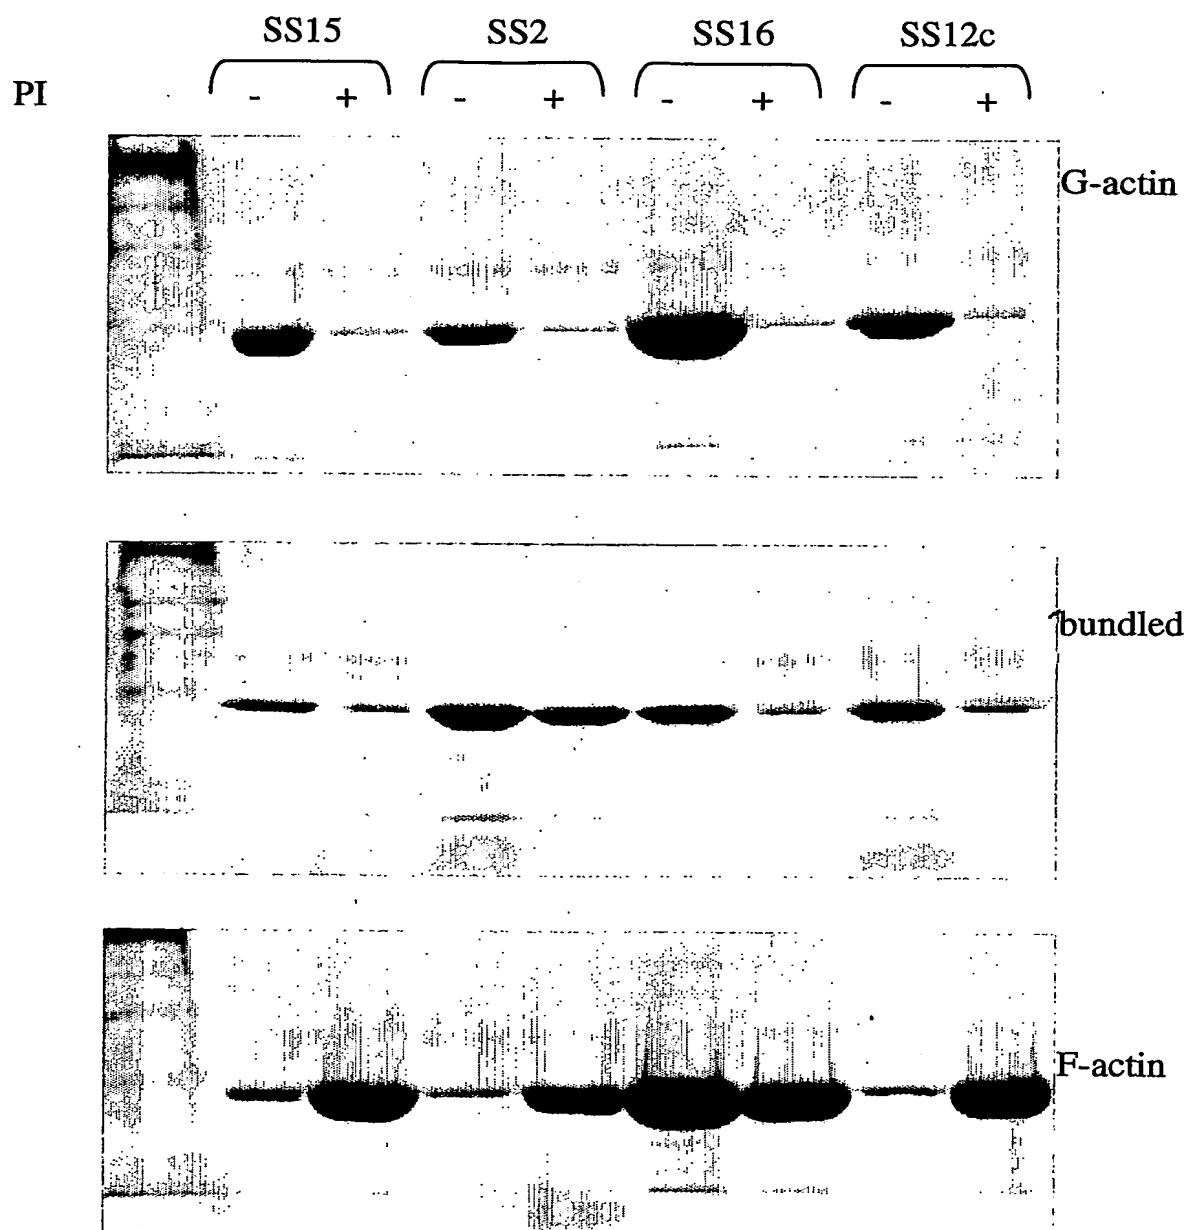 SS15 SS2 SS16 SS12c
PI - + - + - + - +
G-actin
bundled
F-actin